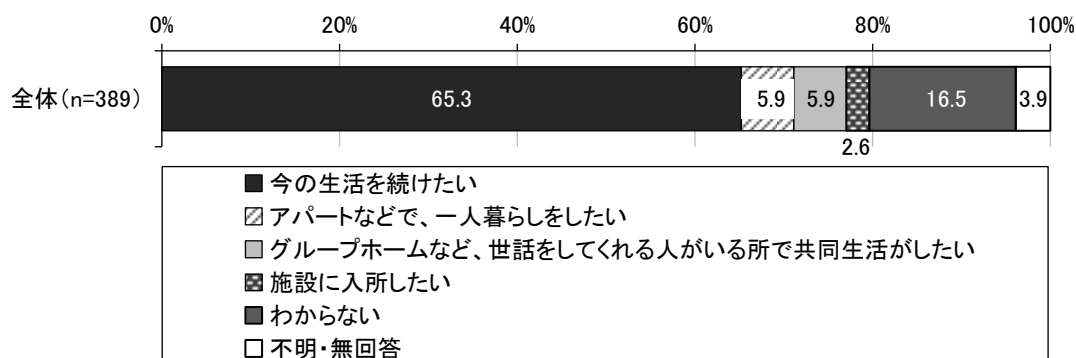 0% 20% 40% 60% 80% 100%
全体(n=389) 65.3 5.9 5.9 16.5 3.9
2.6
今の生活を続けたい
アパートなどで、一人暮らしをしたい
グループホームなど、世話をしてくれる人がいる所で共同生活がしたい
施設に入所したい
わからない
不明・無回答